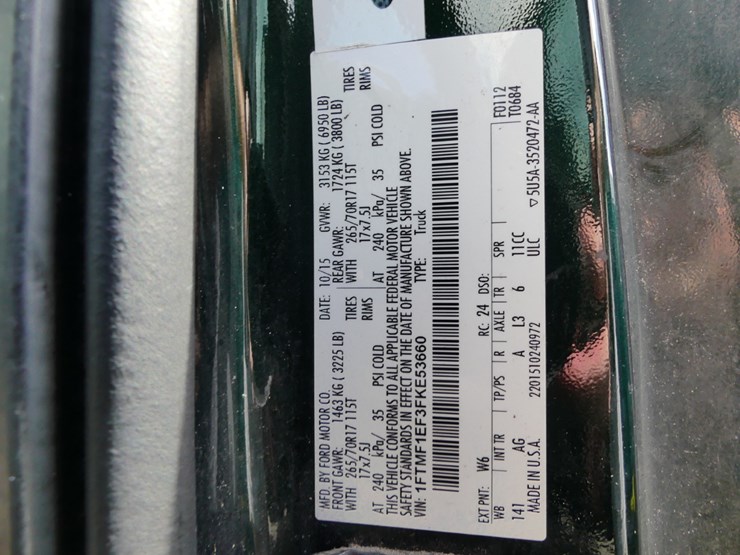 MFD. BY FORD MOTOR CO. DATE: 10/15 GVWR: 3153 KG ( 6950 LB)
FRONT GAWR: 1463 KG ( 3225 LB) REAR GAWR: 1724 KG ( 3800 LB)
WITH 265/70R17 115T TIRES WITH 265/70R17 115T TIRES
17x7.5J RIMS 17x7.5J RIMS
AT 240 kPa/ 35 PSI COLD AT 240 kPa/ 35 PSI COLD
THIS VEHICLE CONFORMS TO ALL APPLICABLE FEDERAL MOTOR VEHICLE
SAFETY STANDARDS IN EFFECT ON THE DATE OF MANUFACTURE SHOWN ABOVE.
VIN: 1FTMF1EF3FKE53660 TYPE: Truck
EXT PNT: W6 RC: 24 DSO: F0112
WB INT TR TP/PS R AXLE TR SPR T0684
141 AG A L3 6 11CC
MADE IN U.S.A. 2201510240972 ULC ▽5U5A-3520472-AA